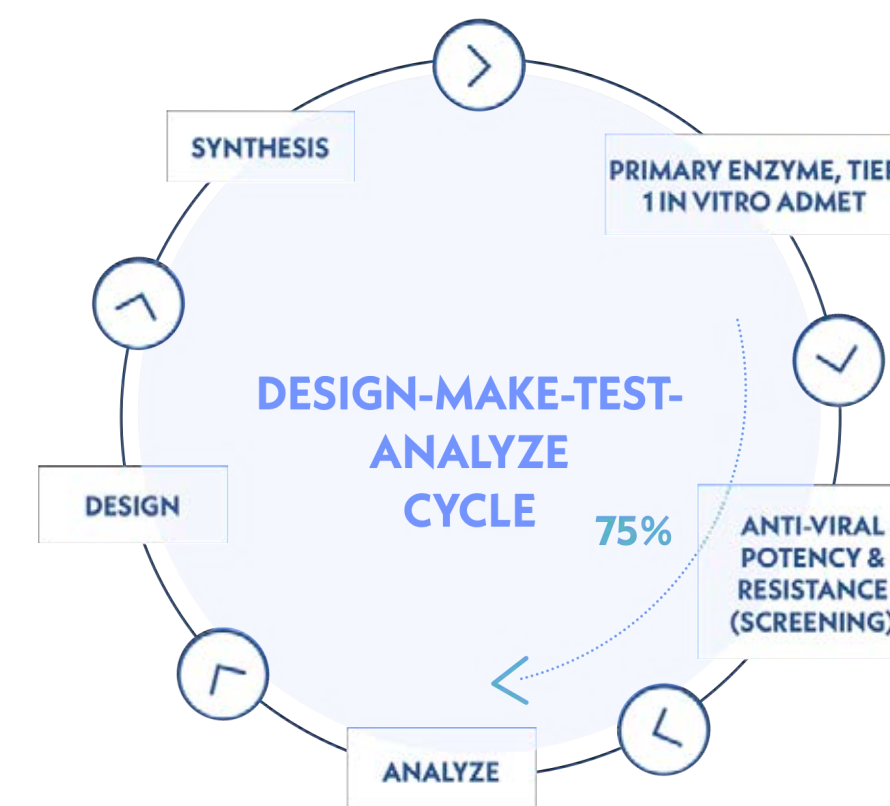 SYNTHESIS
PRIMARY ENZYME, TIER
1 IN VITRO ADMET
DESIGN-MAKE-TEST-
ANALYZE
CYCLE
DESIGN
75%
ANTI-VIRAL
POTENCY &
RESISTANCE
(SCREENING)
ANALYZE